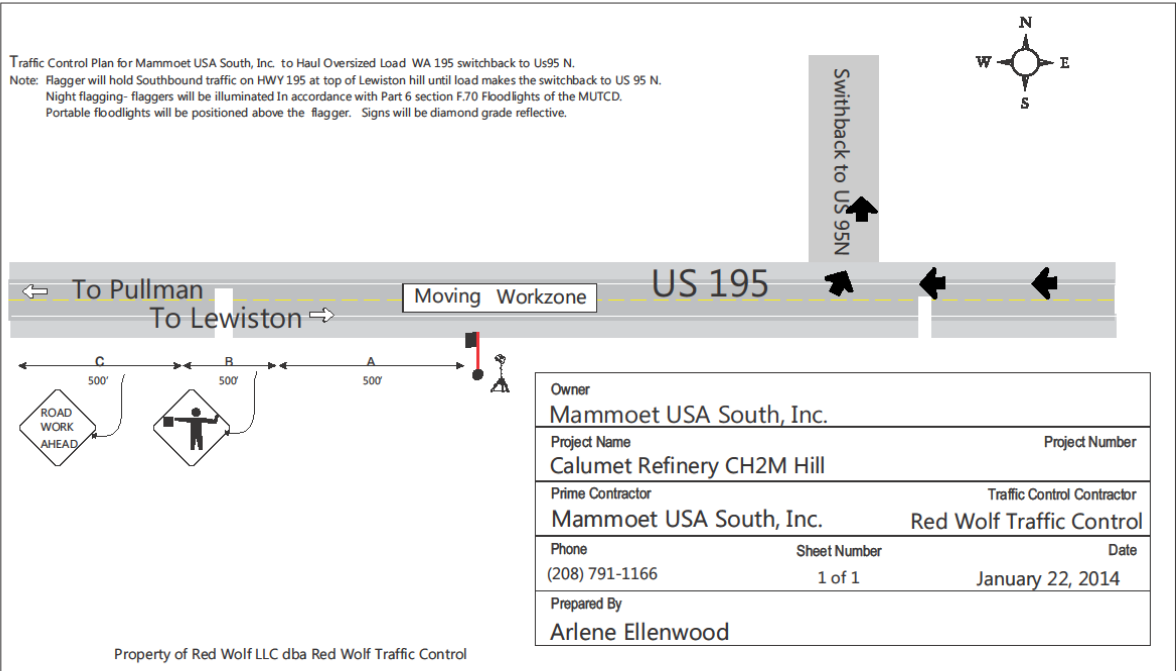 Traffic Control Plan for Mammoet USA South, Inc. to Haul Oversized Load WA 195 switchback to Us95 N.
Note: Flagger will hold Southbound traffic on HWY 195 at top of Lewiston hill until load makes the switchback to US 95 N.
Night flagging- flaggers will be illuminated In accordance with Part 6 section F.70 Floodlights of the MUTCD.
Portable floodlights will be positioned above the flagger. Signs will be diamond grade reflective.
N
W E
S
Swithback to US 95N
US 195
To Pullman
Moving Workzone
To Lewiston
C B A
500' 500' 500'
ROAD
WORK
AHEAD
Owner
Mammoet USA South, Inc.
Project Name Project Number
Calumet Refinery CH2M Hill
Prime Contractor Traffic Control Contractor
Mammoet USA South, Inc. Red Wolf Traffic Control
Phone Sheet Number Date
(208) 791-1166 1 of 1 January 22, 2014
Prepared By
Arlene Ellenwood
Property of Red Wolf LLC dba Red Wolf Traffic Control